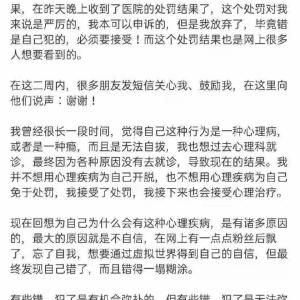 果，在昨天晚上收到了医院的处罚结果了，这个处罚对我
来说是严厉的，我本可以申诉的，但是我放弃了，毕竟错
是自己犯的，必须要接受！而这个处罚结果也是网上很多
人想要看到的。
在这二周内，很多朋友发短信关心我、鼓励我，在这里向
他们说声：谢谢！
我曾经很长一段时间，觉得自己这种行为是一种心理病，
或者是一种瘾，而且是无法自拔，我也想过去心理科就
诊，最终因为各种原因没有去就诊，导致现在的结果。我
并不想用心理疾病为自己开脱，也不想用心理疾病为自己
免于处罚，我接受了处罚，我接下来也会接受心理治疗。
现在回想为自己为什么会有这种心理疾病，是有诸多原因
的，最大的原因就是不自信，在网上有一点点粉丝后飘
了，忘了自我，想要通过虚拟世界得到自己的自信，但最
终发现自己错了，而且错得一塌糊涂。
有些错，犯了是有机会弥补的，但有些错，犯了是无法弥